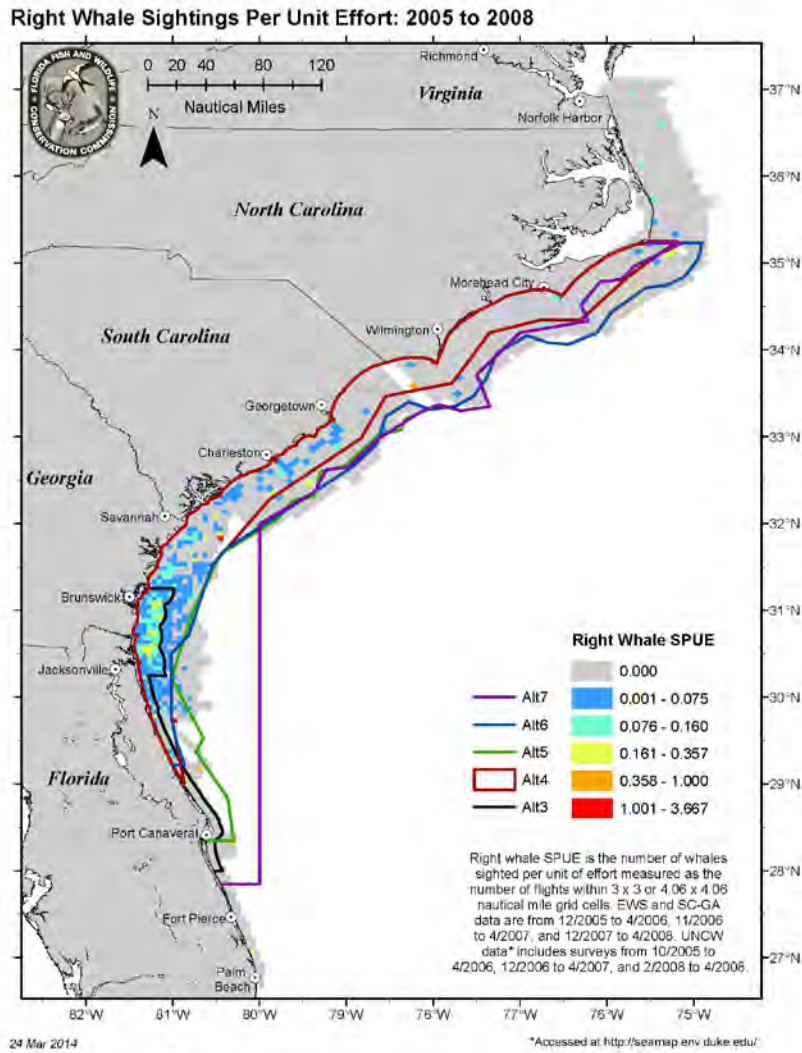 Right Whale Sightings Per Unit Effort: 2005 to 2008
FLORIDA FISH AND WILDLIFE
CONSERVATION COMMISSION
0 20 40 80 120
Nautical Miles
N
Richmond
Virginia
Norfolk Harbor
37°N
36°N
North Carolina
35°N
Morehead City
South Carolina
Wilmington
34°N
Georgetown
33°N
Charleston
Georgia
Savannah
32°N
Brunswick
31°N
Jacksonville
30°N
Florida
29°N
Port Canaveral
28°N
Fort Pierce
27°N
Palm
Beach
Right Whale SPUE
0.000
Alt7 0.001 - 0.075
Alt6 0.076 - 0.160
Alt5 0.161 - 0.357
Alt4 0.358 - 1.000
Alt3 1.001 - 3.667
Right whale SPUE is the number of whales
sighted per unit of effort measured as the
number of flights within 3 x 3 or 4.06 x 4.06
nautical mile grid cells. EWS and SC-GA
data are from 12/2005 to 4/2006, 11/2006
to 4/2007, and 12/2007 to 4/2008. UNCW
data* includes surveys from 10/2005 to
4/2006, 12/2006 to 4/2007, and 2/2008 to 4/2008.
82°W 81°W 80°W 79°W 78°W 77°W 76°W 75°W
24 Mar 2014
*Accessed at http://seamap.env.duke.edu/